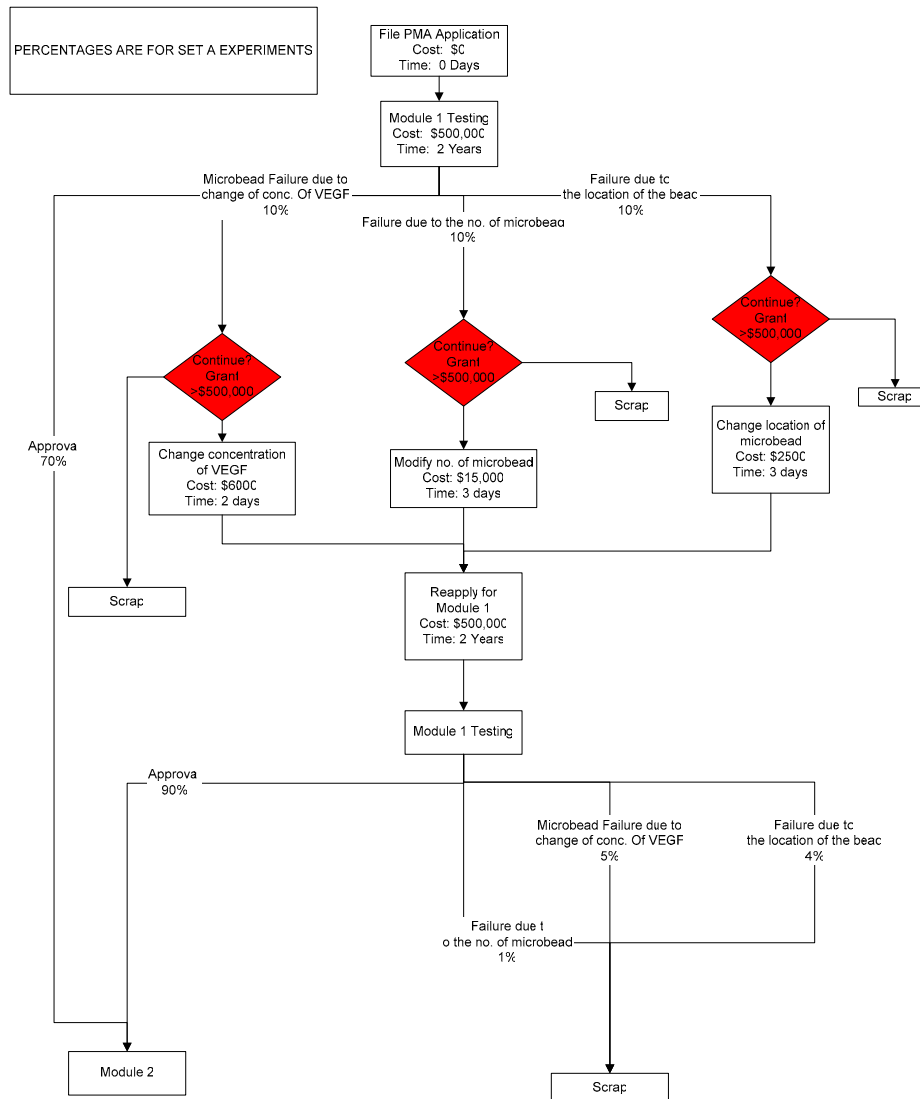 PERCENTAGES ARE FOR SET A EXPERIMENTS
File PMA Application
Cost: $0
Time: 0 Days
Module 1 Testing
Cost: $500,000
Time: 2 Years
Microbead Failure due to
change of conc. Of VEGF
10%
Failure due to the no. of microbead
10%
Failure due to
the location of the bead
10%
Continue?
Grant
>$500,000
Continue?
Grant
>$500,000
Continue?
Grant
>$500,000
Scrap
Scrap
Approva
70%
Change concentration
of VEGF
Cost: $6000
Time: 2 days
Modify no. of microbead
Cost: $15,000
Time: 3 days
Change location of
microbead
Cost: $2500
Time: 3 days
Scrap
Reapply for
Module 1
Cost: $500,000
Time: 2 Years
Module 1 Testing
Approva
90%
Microbead Failure due to
change of conc. Of VEGF
5%
Failure due to
the location of the bead
4%
Failure due t
o the no. of microbead
1%
Module 2
Scrap